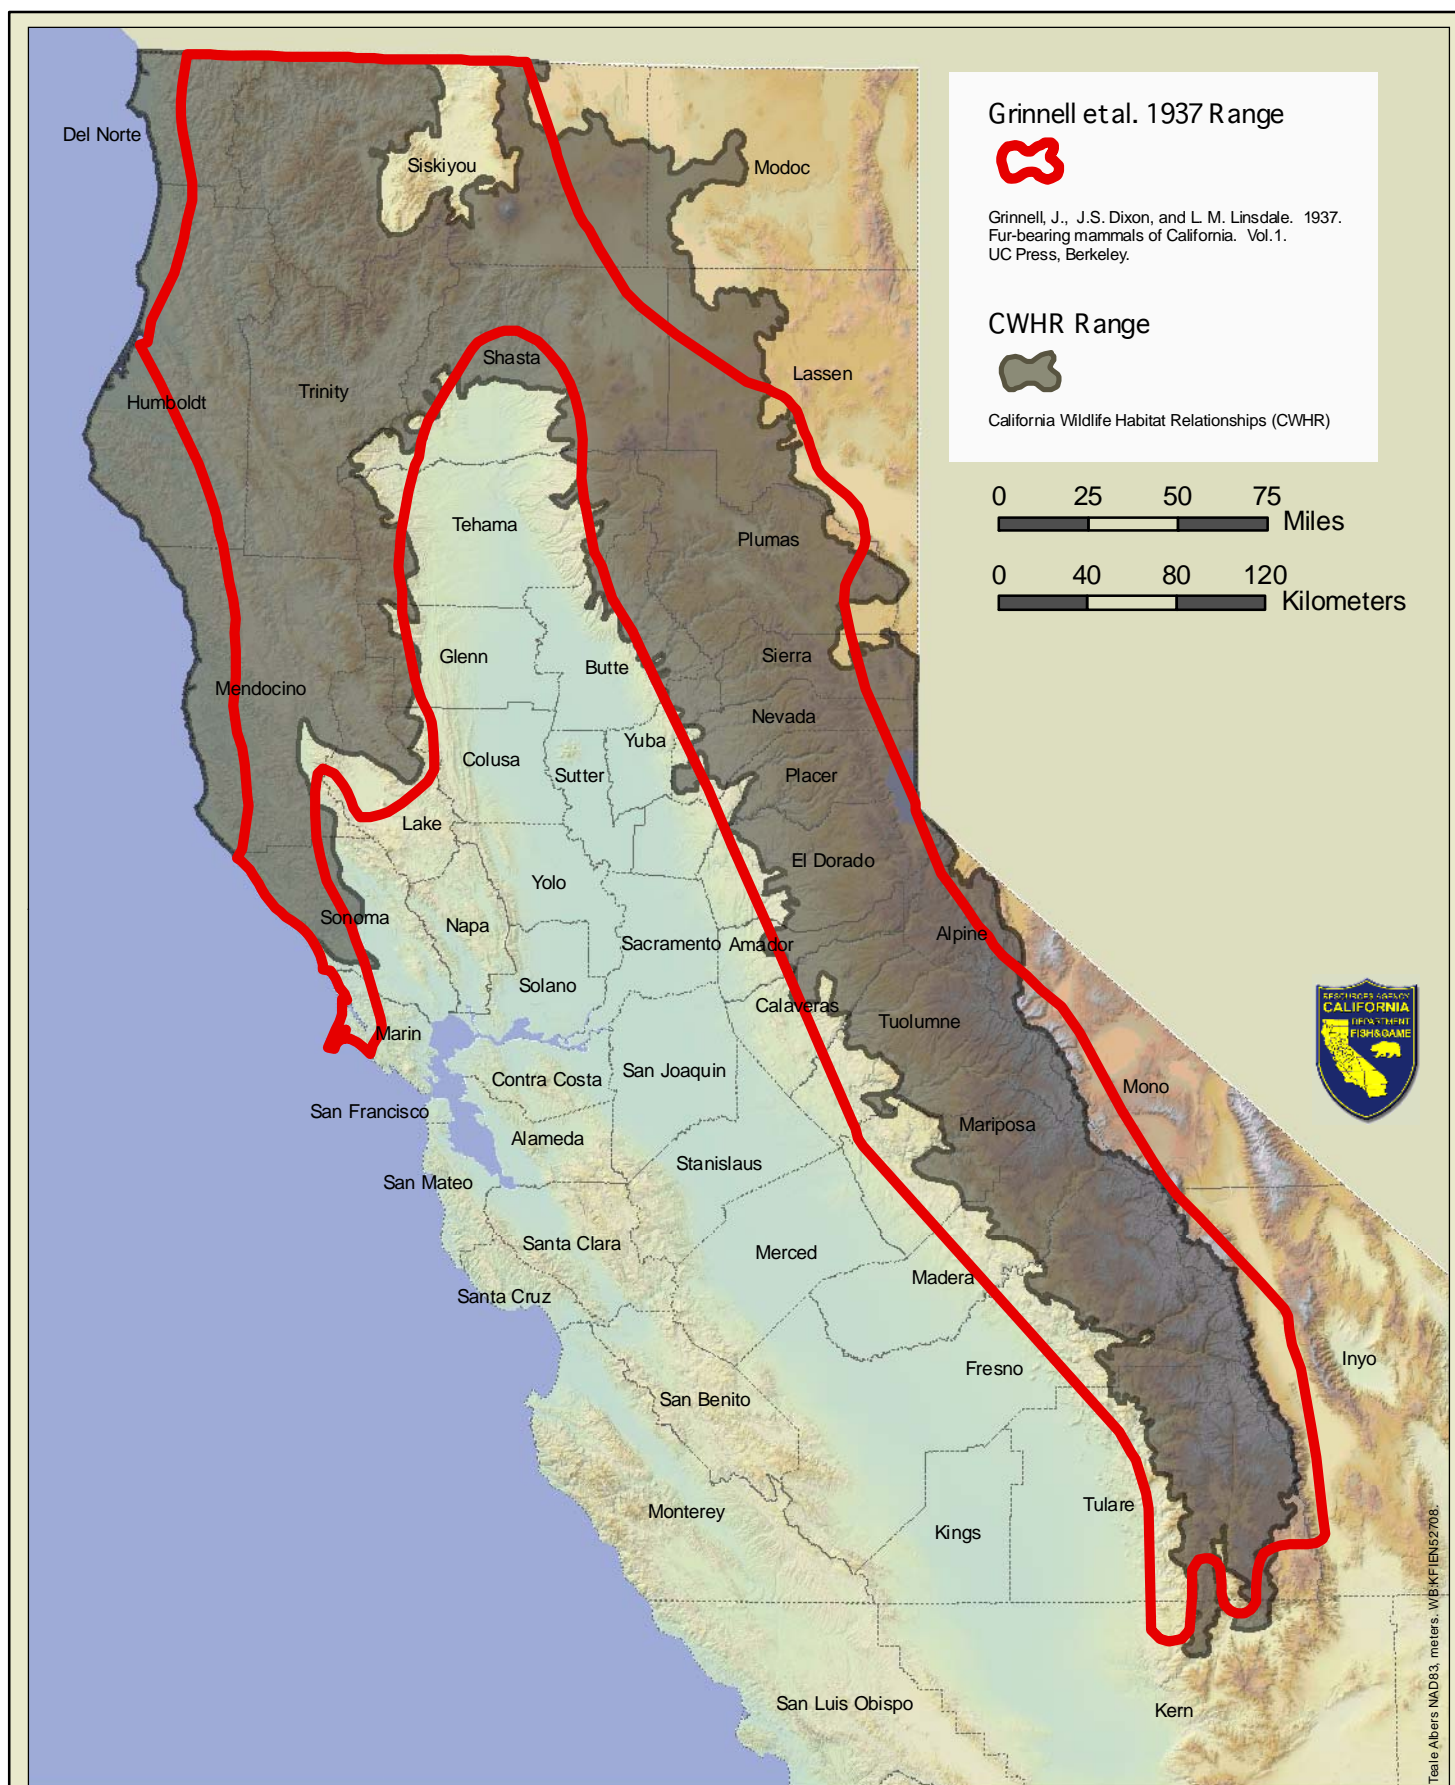 Grinnell et al. 1937 Range
Grinnell, J., J.S. Dixon, and L. M. Linsdale. 1937.
Fur-bearing mammals of California. Vol.1.
UC Press, Berkeley.
CWHR Range
California Wildlife Habitat Relationships (CWHR)
0 25 50 75
Miles
0 40 80 120
Kilometers
Del Norte
Siskiyou
Modoc
Shasta
Lassen
Trinity
Humboldt
Tehama
Plumas
Glenn
Butte
Sierra
Mendocino
Nevada
Yuba
Colusa
Sutter
Placer
Lake
El Dorado
Yolo
Sonoma
Napa
Sacramento
Amador
Alpine
Solano
Calaveras
Tuolumne
Marin
Contra Costa
San Joaquin
Mono
San Francisco
Mariposa
Alameda
Stanislaus
San Mateo
Santa Clara
Merced
Madera
Santa Cruz
Inyo
Fresno
San Benito
Tulare
Monterey
Kings
San Luis Obispo
Kern
RESOURCES AGENCY
CALIFORNIA
DEPARTMENT
FISH&GAME
Teale Albers NAD83, meters. WB:KFIEN52708.